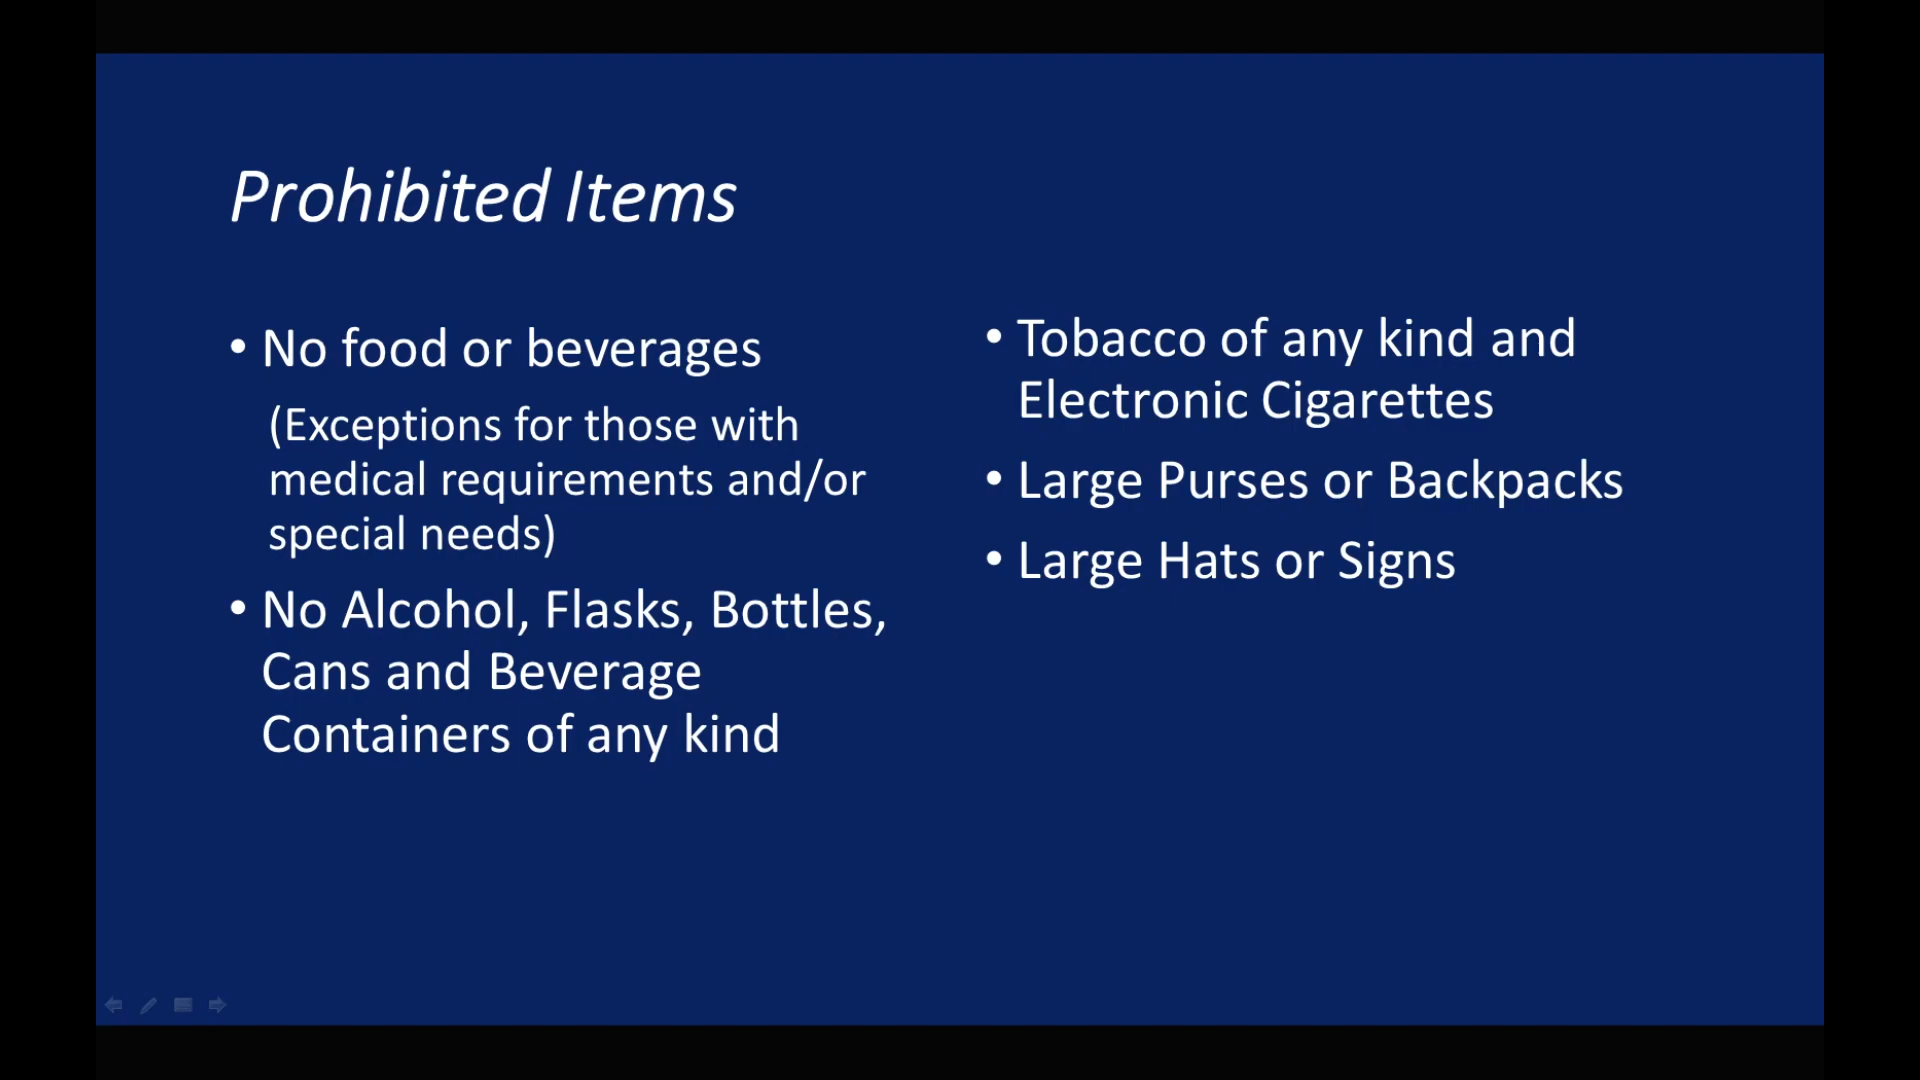 Prohibited Items
• No food or beverages
(Exceptions for those with
medical requirements and/or
special needs)
• No Alcohol, Flasks, Bottles,
Cans and Beverage
Containers of any kind
• Tobacco of any kind and
Electronic Cigarettes
• Large Purses or Backpacks
• Large Hats or Signs